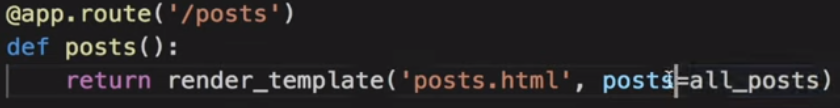 @app.route('/posts')
def posts():
    return render_template('posts.html', posts=all_posts)